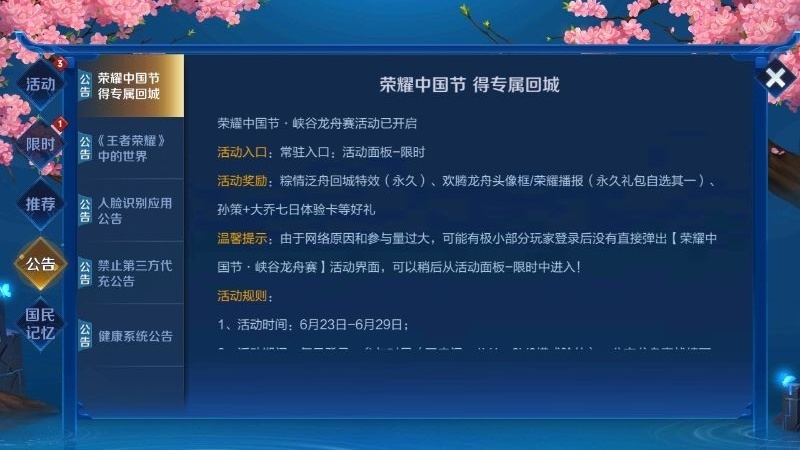 活动
3
限时
1
推荐
公告
国民
记忆
公告
荣耀中国节
得专属回城
公告
《王者荣耀》
中的世界
公告
人脸识别应用
公告
公告
禁止第三方代
充公告
公告
健康系统公告
荣耀中国节 得专属回城
荣耀中国节·峡谷龙舟赛活动已开启
活动入口：常驻入口：活动面板-限时
活动奖励：粽情泛舟回城特效（永久）、欢腾龙舟头像框/荣耀播报（永久礼包自选其一）、
孙策+大乔七日体验卡等好礼
温馨提示：由于网络原因和参与量过大，可能有极小部分玩家登录后没有直接弹出【荣耀中
国节·峡谷龙舟赛】活动界面，可以稍后从活动面板-限时中进入！
活动规则：
1、活动时间：6月23日-6月29日；